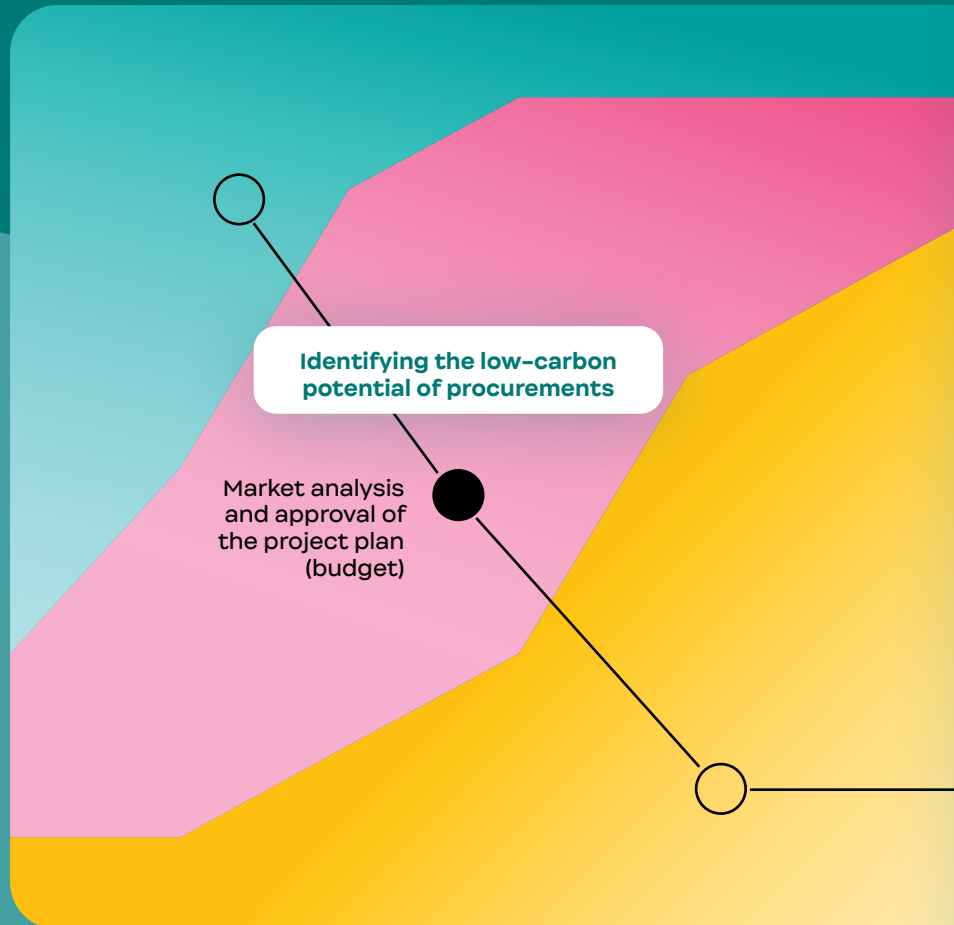 Identifying the low-carbon
potential of procurements
Market analysis
and approval of
the project plan
(budget)